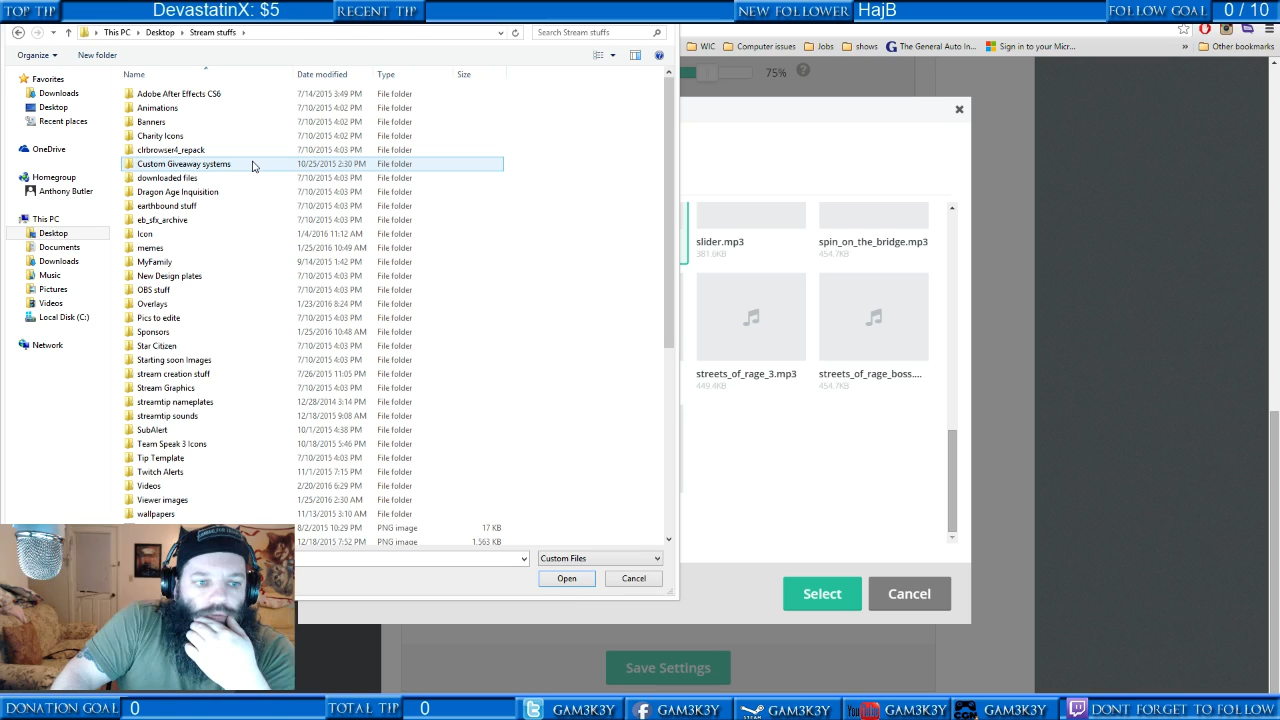 TOP TIP DevastatinX: $5 RECENT TIP NEW FOLLOWER HajB FOLLOW GOAL 0 / 10
This PC Desktop Stream stuffs Search Stream stuffs
WIC Computer issues Jobs shows The General Auto In... Sign in to your Micr... » Other bookmarks
Organize New folder
75%
Name Date modified Type Size
Favorites
Downloads
Desktop
Recent places
OneDrive
Homegroup
Anthony Butler
This PC
Desktop
Documents
Downloads
Music
Pictures
Videos
Local Disk (C:)
Network
Adobe After Effects CS6 7/14/2015 3:49 PM File folder
Animations 7/10/2015 4:02 PM File folder
Banners 7/10/2015 4:02 PM File folder
Charity Icons 7/10/2015 4:02 PM File folder
clrbrowser4_repack 7/10/2015 4:03 PM File folder
Custom Giveaway systems 10/25/2015 2:30 PM File folder
downloaded files 7/10/2015 4:03 PM File folder
Dragon Age Inquisition 7/10/2015 4:03 PM File folder
earthbound stuff 7/10/2015 4:03 PM File folder
eb_sfx_archive 7/10/2015 4:03 PM File folder
Icon 1/4/2016 11:12 AM File folder
memes 1/25/2016 10:49 AM File folder
MyFamily 9/14/2015 1:42 PM File folder
New Design plates 7/10/2015 4:03 PM File folder
OBS stuff 7/10/2015 4:03 PM File folder
Overlays 1/23/2016 8:24 PM File folder
Pics to edite 7/10/2015 4:03 PM File folder
Sponsors 1/25/2016 10:48 AM File folder
Star Citizen 7/10/2015 4:03 PM File folder
Starting soon Images 7/10/2015 4:03 PM File folder
stream creation stuff 7/26/2015 11:05 PM File folder
Stream Graphics 7/10/2015 4:03 PM File folder
streamtip nameplates 12/28/2014 3:14 PM File folder
streamtip sounds 12/18/2015 9:08 AM File folder
SubAlert 10/1/2015 4:38 PM File folder
Team Speak 3 Icons 10/18/2015 5:46 PM File folder
Tip Template 7/10/2015 4:03 PM File folder
Twitch Alerts 11/1/2015 7:15 PM File folder
Videos 2/20/2016 6:29 PM File folder
Viewer images 1/25/2016 2:30 AM File folder
wallpapers 11/13/2015 3:10 AM File folder
8/2/2015 10:29 PM PNG image 17 KB
12/18/2015 7:52 PM PNG image 1,563 KB
Custom Files
Open Cancel
slider.mp3 spin_on_the_bridge.mp3
381.6KB 454.7KB
streets_of_rage_3.mp3 streets_of_rage_boss....
449.4KB 454.7KB
Select Cancel
Save Settings
DONATION GOAL 0 TOTAL TIP 0 GAM3K3Y GAM3K3Y STEAM GAM3K3Y YouTube GAM3K3Y .COM GAM3K3Y DONT FORGET TO FOLLOW